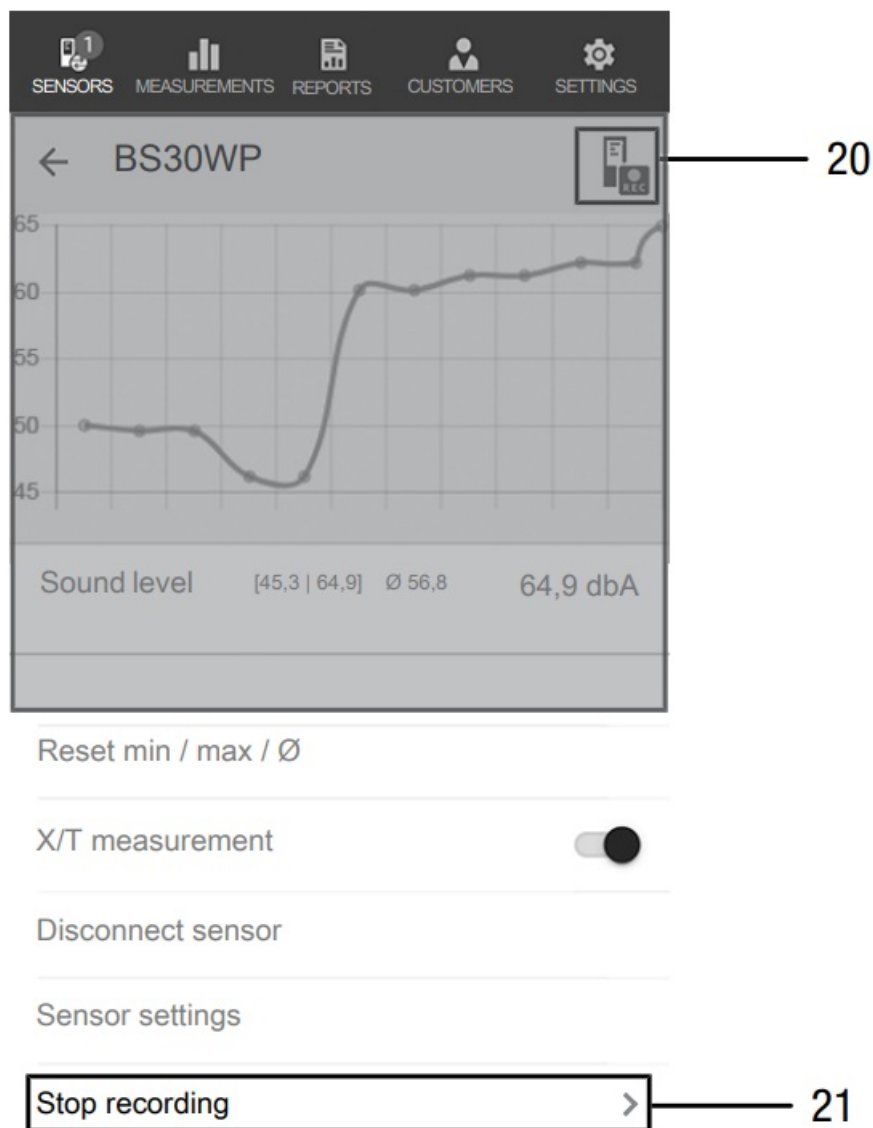 1
SENSORS MEASUREMENTS REPORTS CUSTOMERS SETTINGS
BS30WP
REC
20
65
60
55
50
45
Sound level [45,3 | 64,9] Ø 56,8 64,9 dbA
Reset min / max / Ø
X/T measurement
Disconnect sensor
Sensor settings
Stop recording
21